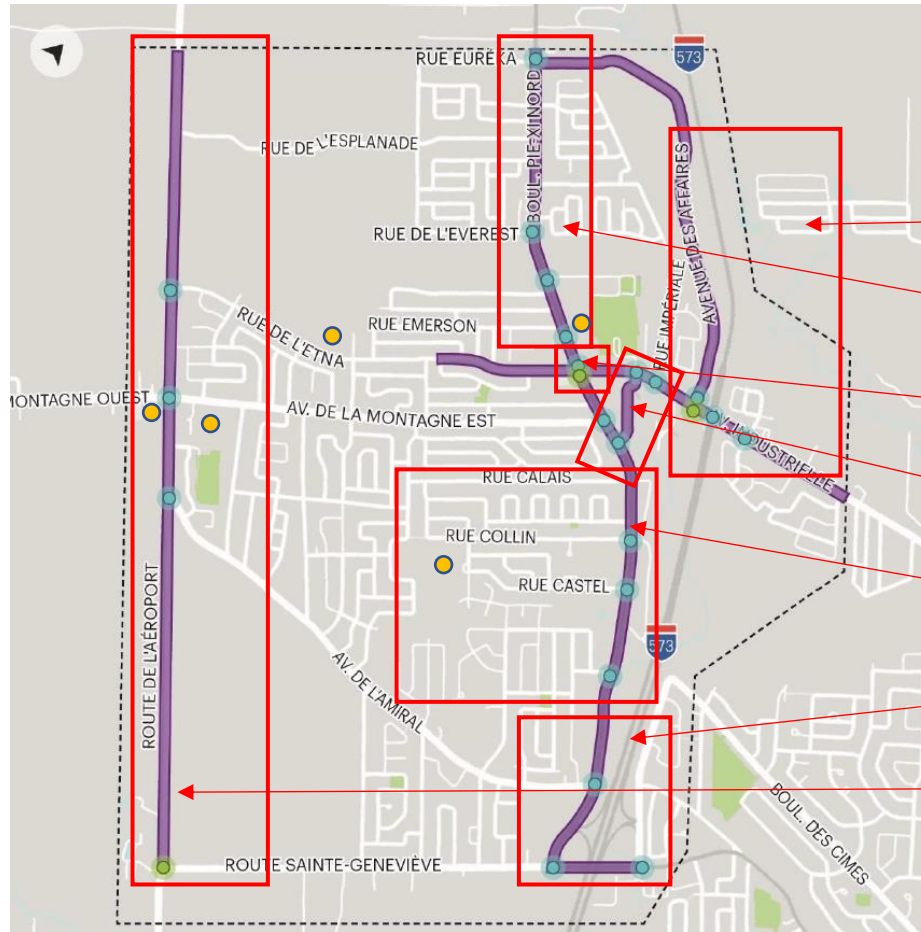 RUE EUREKA
573
BOUL. PIE-XI NORD
RUE DE L'ESPLANADE
AVENUE DES AFFAIRES
RUE DE L'EVEREST
RUE IMPÉRIALE
RUE EMERSON
RUE DE L'ETNA
MONTAGNE OUEST
AV. DE LA MONTAGNE EST
V. INDUSTRIELLE
RUE CALAIS
RUE COLLIN
RUE CASTEL
573
ROUTE DE L'AÉROPORT
AV. DE L'AMIRAL
BOUL. DES CIMES
ROUTE SAINTE-GENEVIÈVE